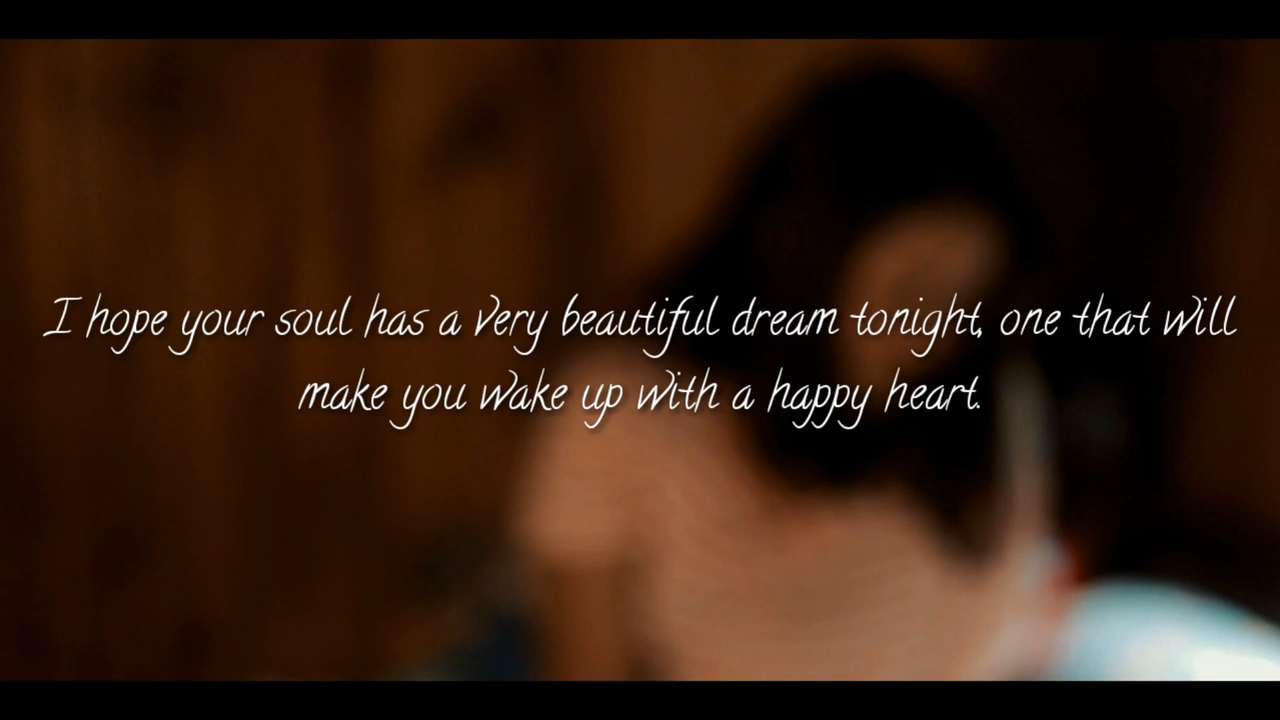 I hope your soul has a very beautiful dream tonight, one that will
make you wake up with a happy heart.